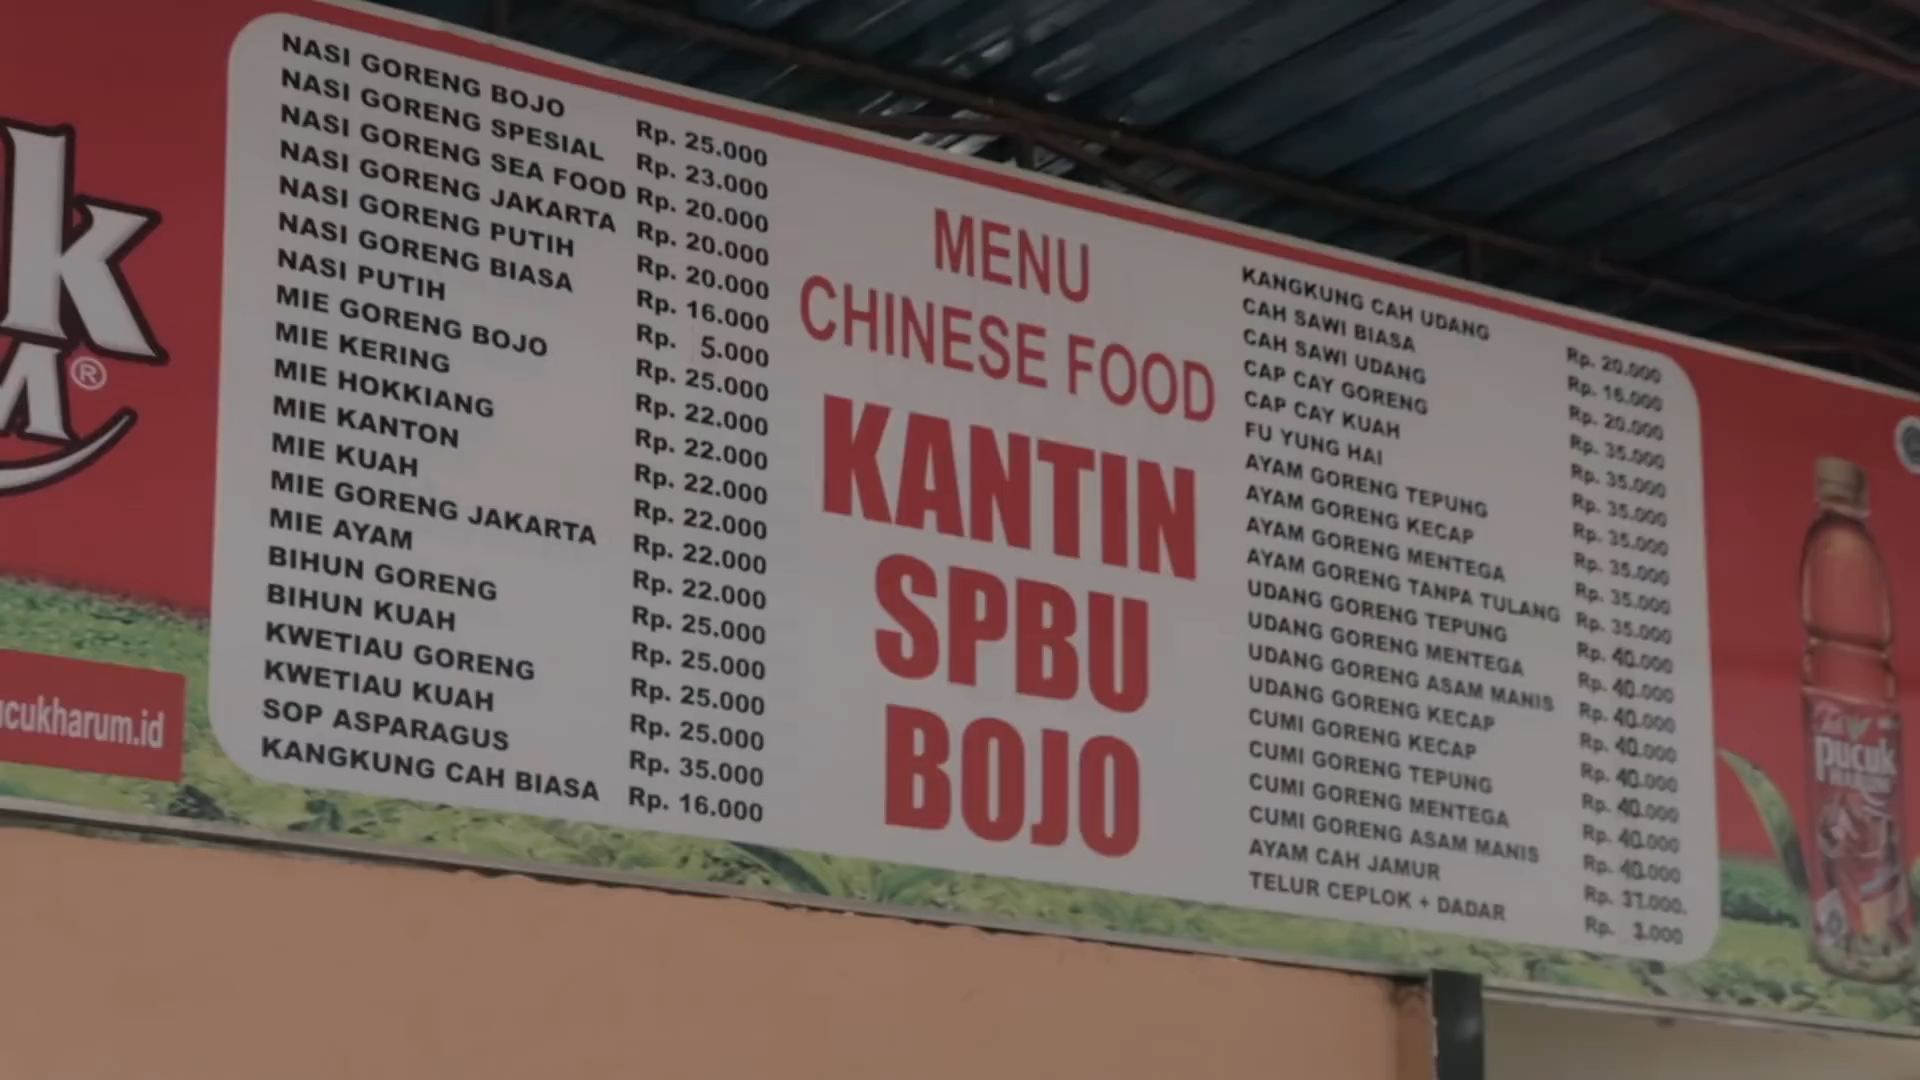 k
M®
ucukharum.id
NASI GORENG BOJO Rp. 25.000
NASI GORENG SPESIAL Rp. 23.000
NASI GORENG SEA FOOD Rp. 20.000
NASI GORENG JAKARTA Rp. 20.000
NASI GORENG PUTIH Rp. 20.000
NASI GORENG BIASA Rp. 16.000
NASI PUTIH Rp. 5.000
MIE GORENG BOJO Rp. 25.000
MIE KERING Rp. 22.000
MIE HOKKIANG Rp. 22.000
MIE KANTON Rp. 22.000
MIE KUAH Rp. 22.000
MIE GORENG JAKARTA Rp. 22.000
MIE AYAM Rp. 22.000
BIHUN GORENG Rp. 25.000
BIHUN KUAH Rp. 25.000
KWETIAU GORENG Rp. 25.000
KWETIAU KUAH Rp. 25.000
SOP ASPARAGUS Rp. 35.000
KANGKUNG CAH BIASA Rp. 16.000
MENU
CHINESE FOOD
KANTIN
SPBU
BOJO
KANGKUNG CAH UDANG Rp. 20.000
CAH SAWI BIASA Rp. 16.000
CAH SAWI UDANG Rp. 20.000
CAP CAY GORENG Rp. 35.000
CAP CAY KUAH Rp. 35.000
FU YUNG HAI Rp. 35.000
AYAM GORENG TEPUNG Rp. 35.000
AYAM GORENG KECAP Rp. 35.000
AYAM GORENG MENTEGA Rp. 35.000
AYAM GORENG TANPA TULANG Rp. 35.000
UDANG GORENG TEPUNG Rp. 40.000
UDANG GORENG MENTEGA Rp. 40.000
UDANG GORENG ASAM MANIS Rp. 40.000
UDANG GORENG KECAP Rp. 40.000
CUMI GORENG KECAP Rp. 40.000
CUMI GORENG TEPUNG Rp. 40.000
CUMI GORENG MENTEGA Rp. 40.000
CUMI GORENG ASAM MANIS Rp. 40.000
AYAM CAH JAMUR Rp. 37.000.
TELUR CEPLOK + DADAR Rp. 3.000
Teh
pucuk
HARUM